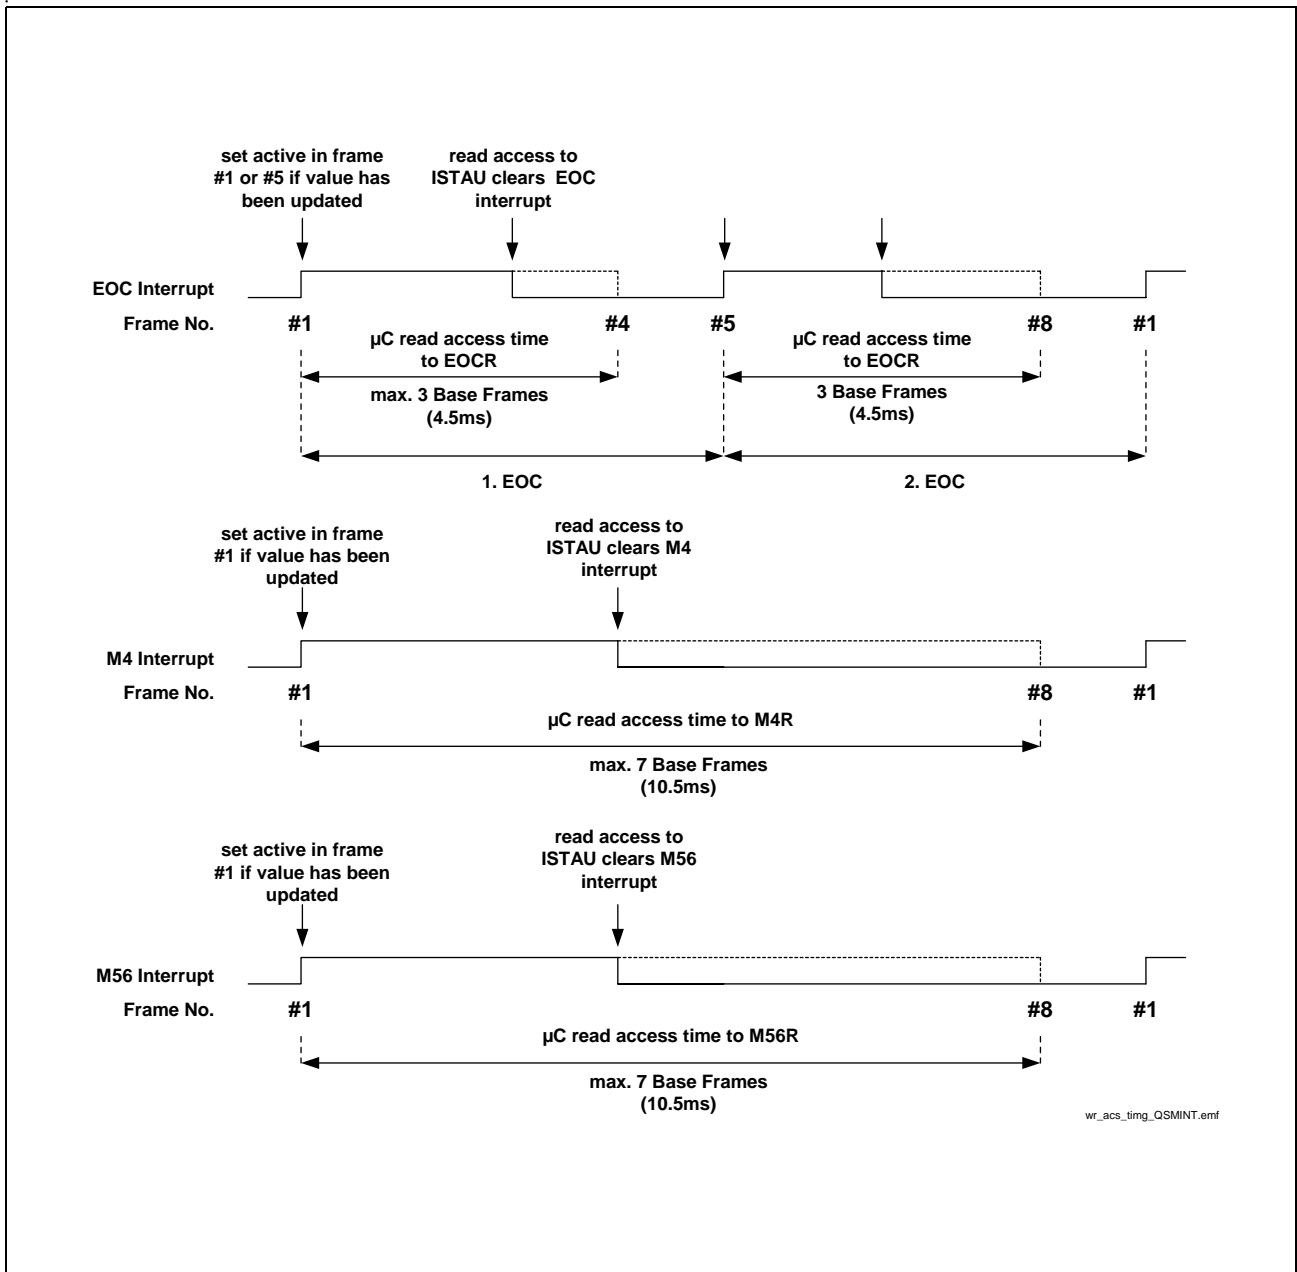 set active in frame
#1 or #5 if value has
been updated
read access to
ISTAU clears EOC
interrupt
EOC Interrupt
Frame No.
#1
#4
#5
#8
#1
µC read access time
to EOCR
max. 3 Base Frames
(4.5ms)
µC read access time
to EOCR
3 Base Frames
(4.5ms)
1. EOC
2. EOC
set active in frame
#1 if value has been
updated
read access to
ISTAU clears M4
interrupt
M4 Interrupt
Frame No.
#1
#8
#1
µC read access time to M4R
max. 7 Base Frames
(10.5ms)
set active in frame
#1 if value has been
updated
read access to
ISTAU clears M56
interrupt
M56 Interrupt
Frame No.
#1
#8
#1
µC read access time to M56R
max. 7 Base Frames
(10.5ms)
wr_acs_timg_QSMINT.emf